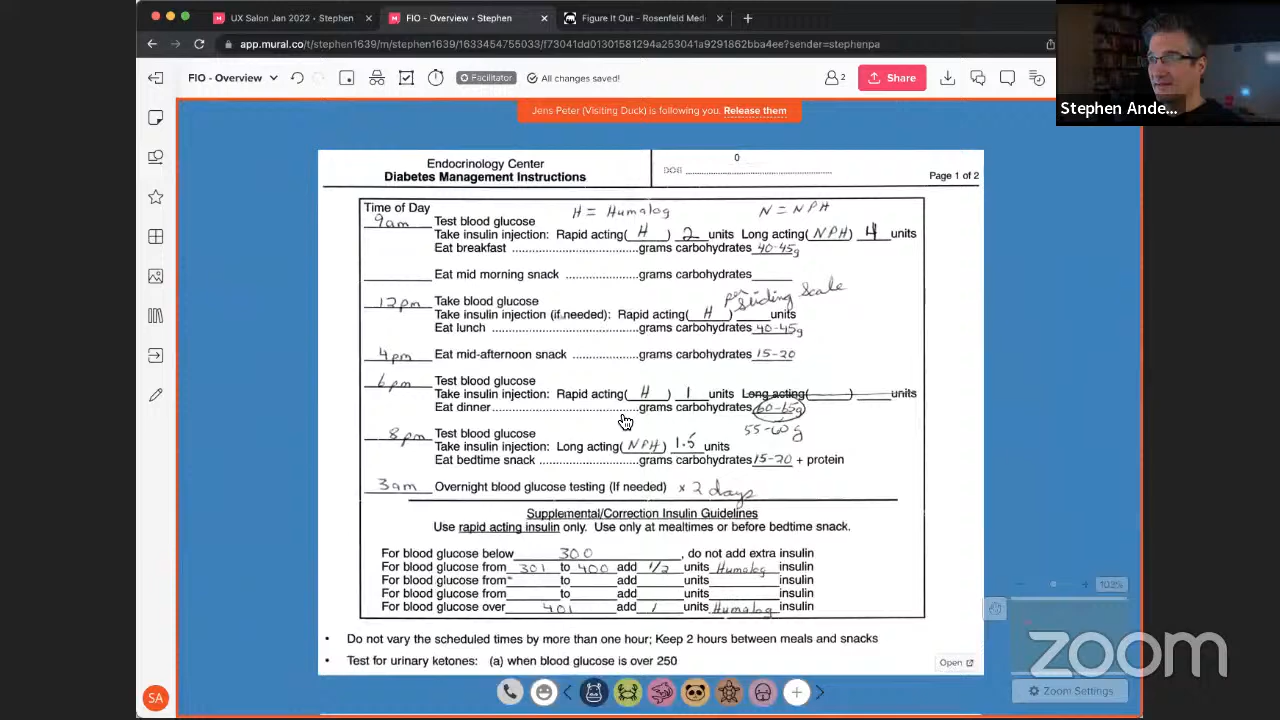 UX Salon Jan 2022 • Stephen
FIO - Overview • Stephen
Figure It Out - Rosenfeld Med
app.mural.co/t/stephen1639/m/stephen1639/1633454755033/f73041dd01301581294a253041a9291862bba4ee?sender=stephenpa
FIO - Overview
Facilitator
All changes saved!
2
Share
Stephen Ande...
Jens Peter (Visiting Duck) is following you. Release them
Endocrinology Center
Diabetes Management Instructions
0
DOB
Page 1 of 2
Time of Day
H = Humalog N = NPH
9am Test blood glucose
Take insulin injection: Rapid acting( H ) 2 units Long acting( NPH ) 4 units
Eat breakfast grams carbohydrates 40-45g
Eat mid morning snack grams carbohydrates
per sliding scale
12pm Take blood glucose
Take insulin injection (if needed): Rapid acting( H ) units
Eat lunch grams carbohydrates 40-45g
4pm Eat mid-afternoon snack grams carbohydrates 15-20
6pm Test blood glucose
Take insulin injection: Rapid acting( H ) 1 units Long acting( ) units
Eat dinner grams carbohydrates 60-65g
55-60g
8pm Test blood glucose
Take insulin injection: Long acting( NPH ) 1.5 units
Eat bedtime snack grams carbohydrates 15-20 + protein
3am Overnight blood glucose testing (If needed) x 2 days
Supplemental/Correction Insulin Guidelines
Use rapid acting insulin only. Use only at mealtimes or before bedtime snack.
For blood glucose below 300, do not add extra insulin
For blood glucose from 301 to 400 add 1/2 units Humalog insulin
For blood glucose from to add units insulin
For blood glucose from to add units insulin
For blood glucose over 401 add 1 units Humalog insulin
• Do not vary the scheduled times by more than one hour; Keep 2 hours between meals and snacks
• Test for urinary ketones: (a) when blood glucose is over 250
102%
Open
zoom
Zoom Settings
SA